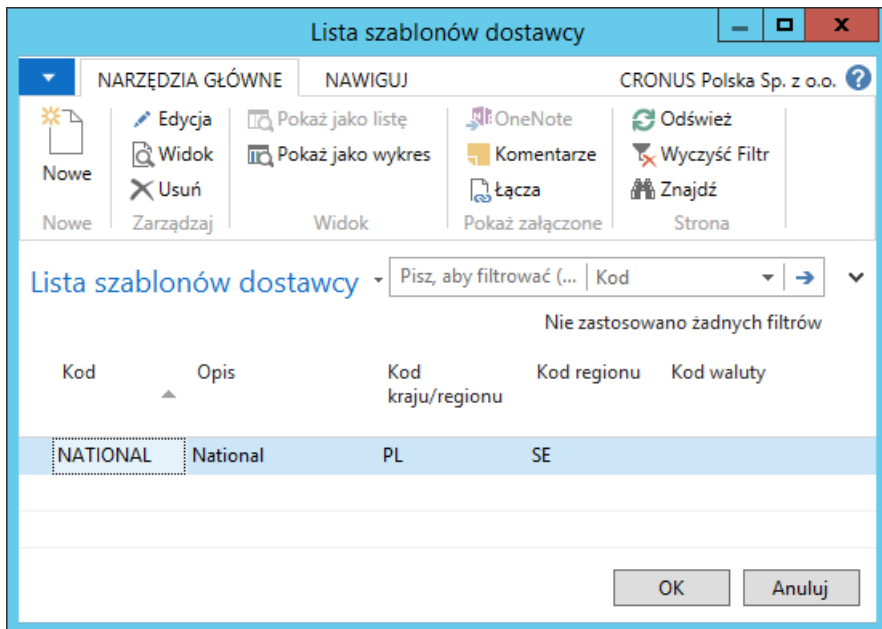 Lista szablonów dostawcy
NARZĘDZIA GŁÓWNE NAWIGUJ CRONUS Polska Sp. z o.o.
Nowe
Nowe
Edycja
Widok
Usuń
Zarządzaj
Pokaż jako listę
Pokaż jako wykres
Widok
OneNote
Komentarze
Łącza
Pokaż załączone
Odśwież
Wyczyść Filtr
Znajdź
Strona
Lista szablonów dostawcy Pisz, aby filtrować (... Kod
Nie zastosowano żadnych filtrów
Kod Opis Kod kraju/regionu Kod regionu Kod waluty
NATIONAL National PL SE
OK Anuluj